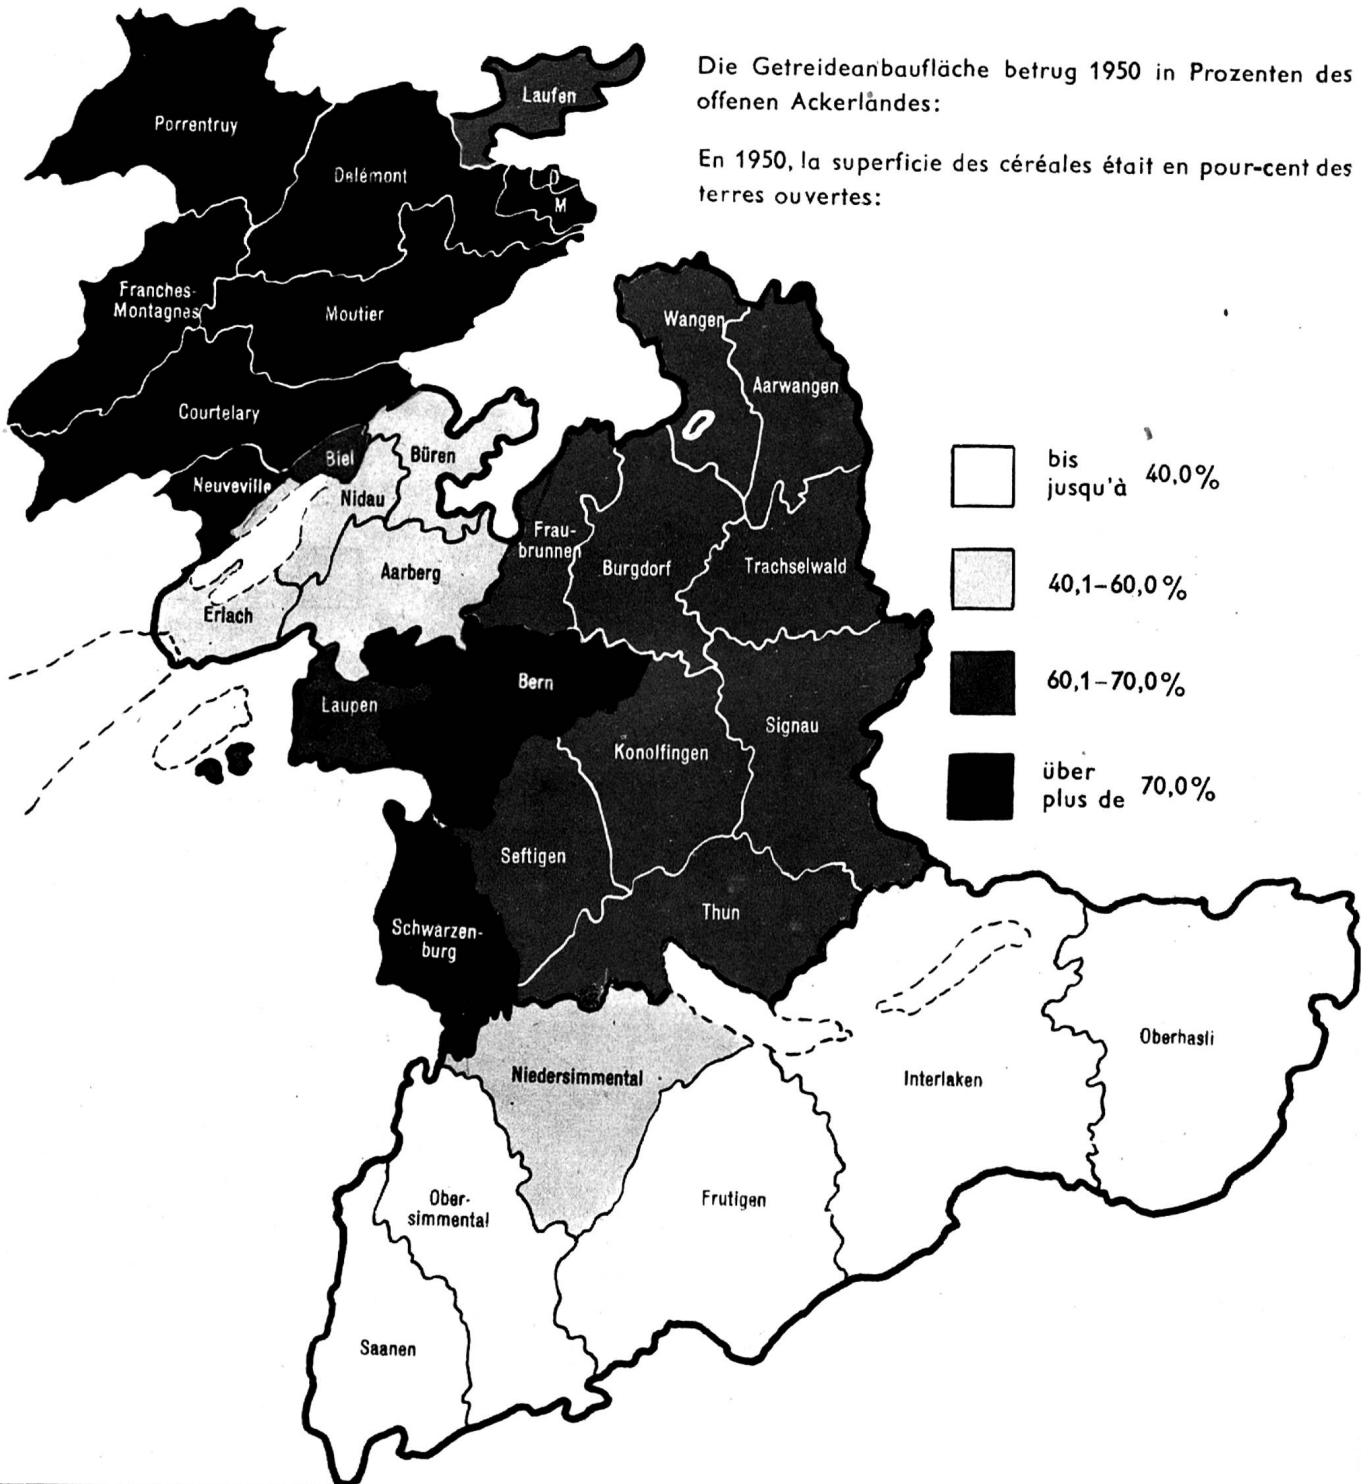 Die Getreideanbaufläche betrug 1950 in Prozenten des
offenen Ackerlandes:
En 1950, la superficie des céréales était en pour-cent des
terres ouvertes:
Laufen
Porrentruy
Delémont
D
M
Franches-
Montagnes
Moutier
Wangen
Aarwangen
Courtelary
Biel
Büren
Neuveville
Nidau
Frau-
brunnen
Burgdorf
Trachselwald
Aarberg
Erlach
Bern
Laupen
Signau
Konolfingen
Seftigen
Thun
Schwarzen-
burg
Oberhasli
Interlaken
Niedersimmental
Ober-
simmental
Frutigen
Saanen
bis
jusqu'à 40,0%
40,1–60,0%
60,1–70,0%
über
plus de 70,0%